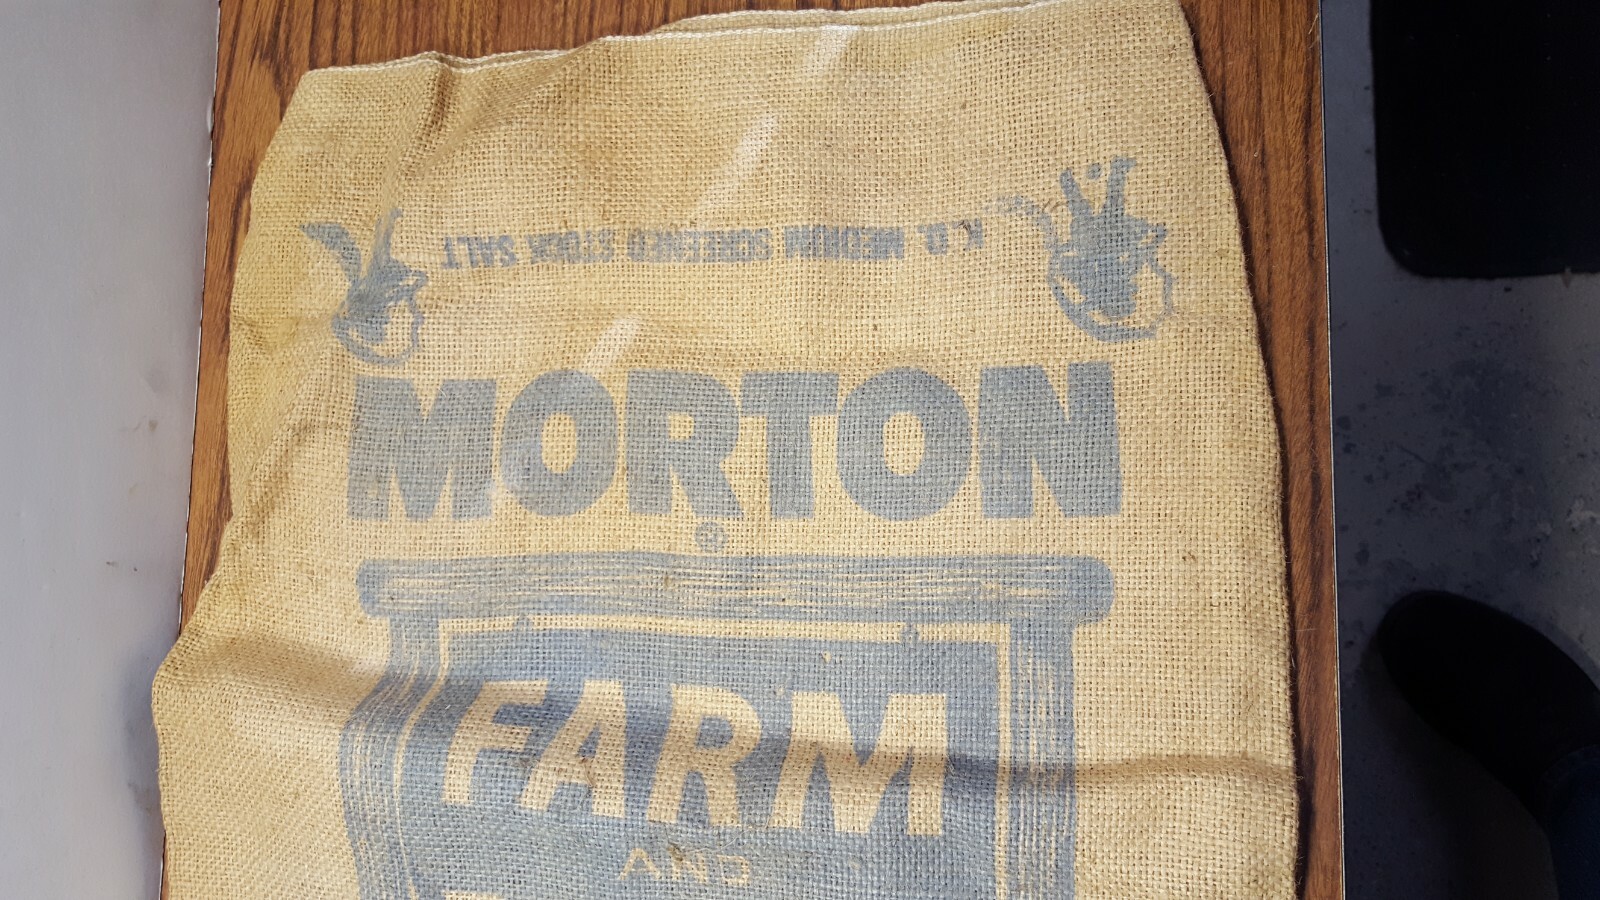 K.D. MEDIUM SCREENED STOCK SALT
MORTON
®
FARM
AND